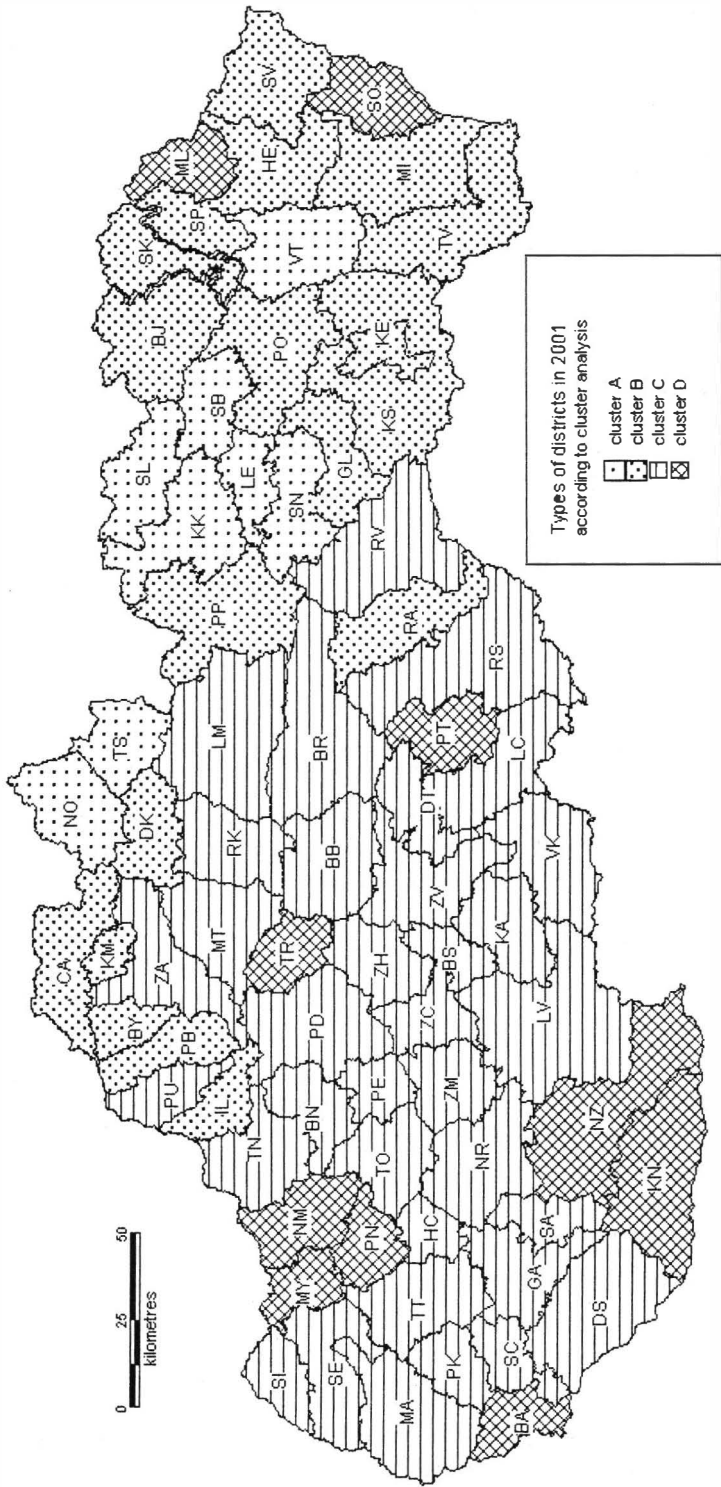 0
25
50
kilometres
CA
NO
KM
TS
BY
DK
ZA
PB
PU
IL
MT
RK
LM
PP
KK
SL
SB
BJ
SK
ML
SP
SV
HE
VT
PO
LE
SN
GL
TN
NM
MY
SI
SE
BN
PD
TR
BB
BR
RV
KS
KE
TV
MI
SO
PN
TO
PE
ZH
RA
HC
TT
MA
PK
ZC
BS
ZV
DT
PT
RS
ZM
NR
KA
LC
SC
GA
SA
LV
VK
BA
DS
NZ
KN
Types of districts in 2001
according to cluster analysis
cluster A
cluster B
cluster C
cluster D